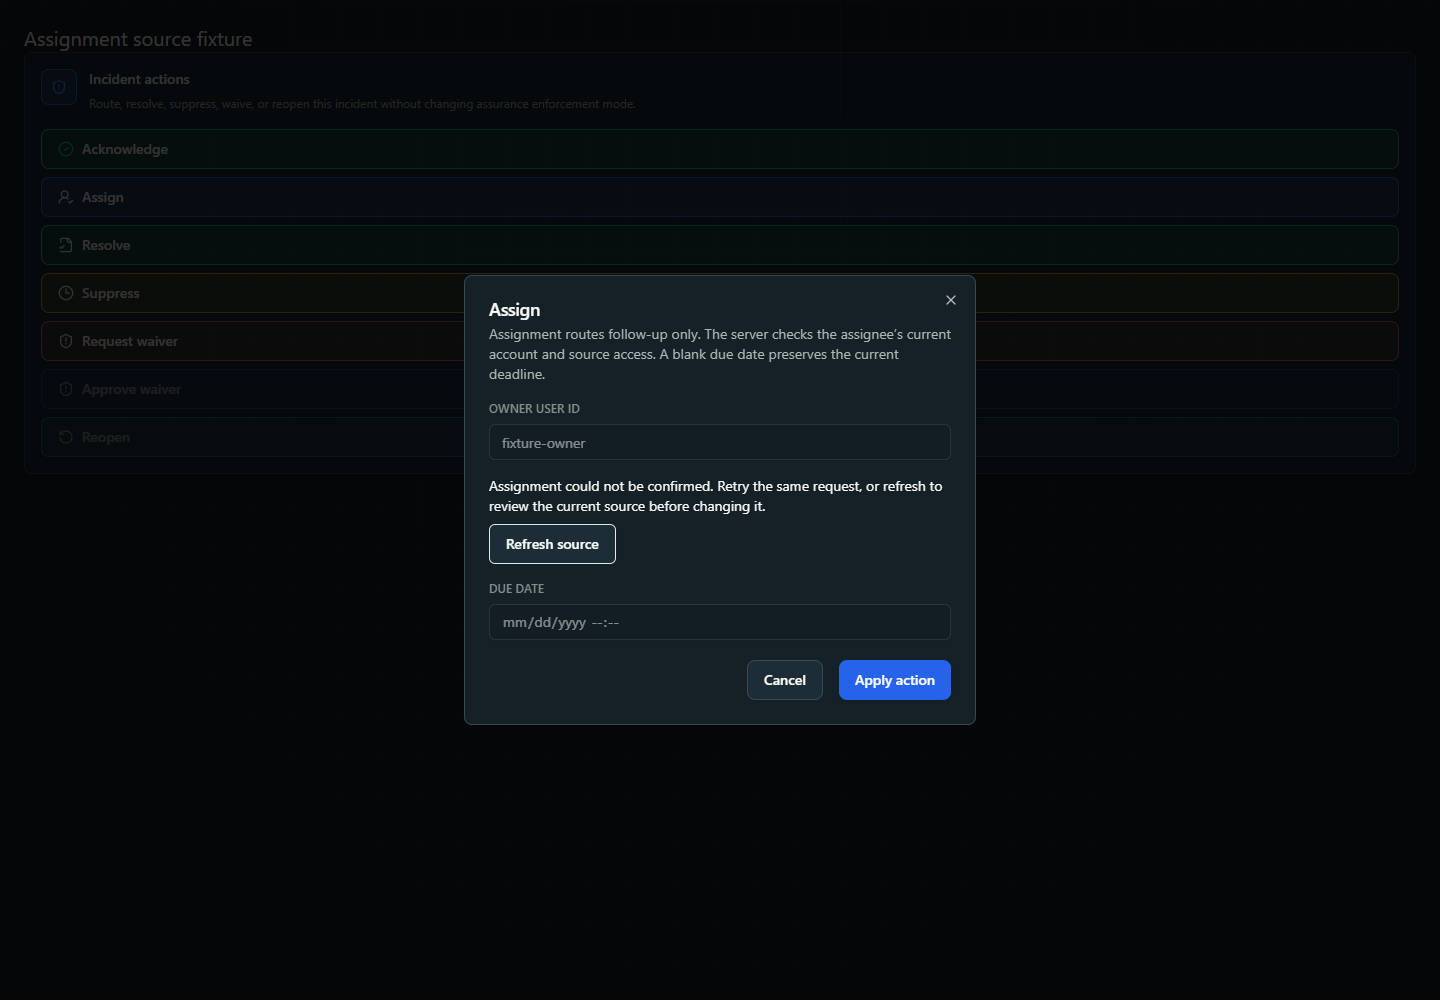 Assignment source fixture
Incident actions
Route, resolve, suppress, waive, or reopen this incident without changing assurance enforcement mode.
Acknowledge
Assign
Resolve
Suppress
Request waiver
Approve waiver
Reopen
Assign
Assignment routes follow-up only. The server checks the assignee’s current
account and source access. A blank due date preserves the current
deadline.
OWNER USER ID
fixture-owner
Assignment could not be confirmed. Retry the same request, or refresh to
review the current source before changing it.
Refresh source
DUE DATE
mm/dd/yyyy --:--
Cancel
Apply action